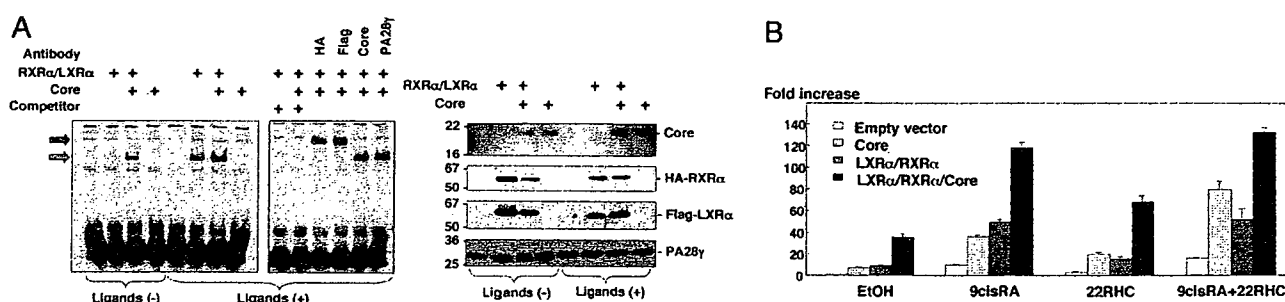 A
Antibody
HA
Flag
Core
PA28γ
RXRα/LXRα + + + + + + + + + +
Core + + + + + + + + +
Competitor + +
Ligands (-)
Ligands (+)
RXRα/LXRα + + + +
Core + + + +
22
16
Core
67
50
HA-RXRα
67
50
Flag-LXRα
36
25
PA28γ
Ligands (-)
Ligands (+)
B
Fold increase
140
120
100
80
60
40
20
0
Empty vector
Core
LXRα/RXRα
LXRα/RXRα/Core
EtOH
9cisRA
22RHC
9cisRA+22RHC